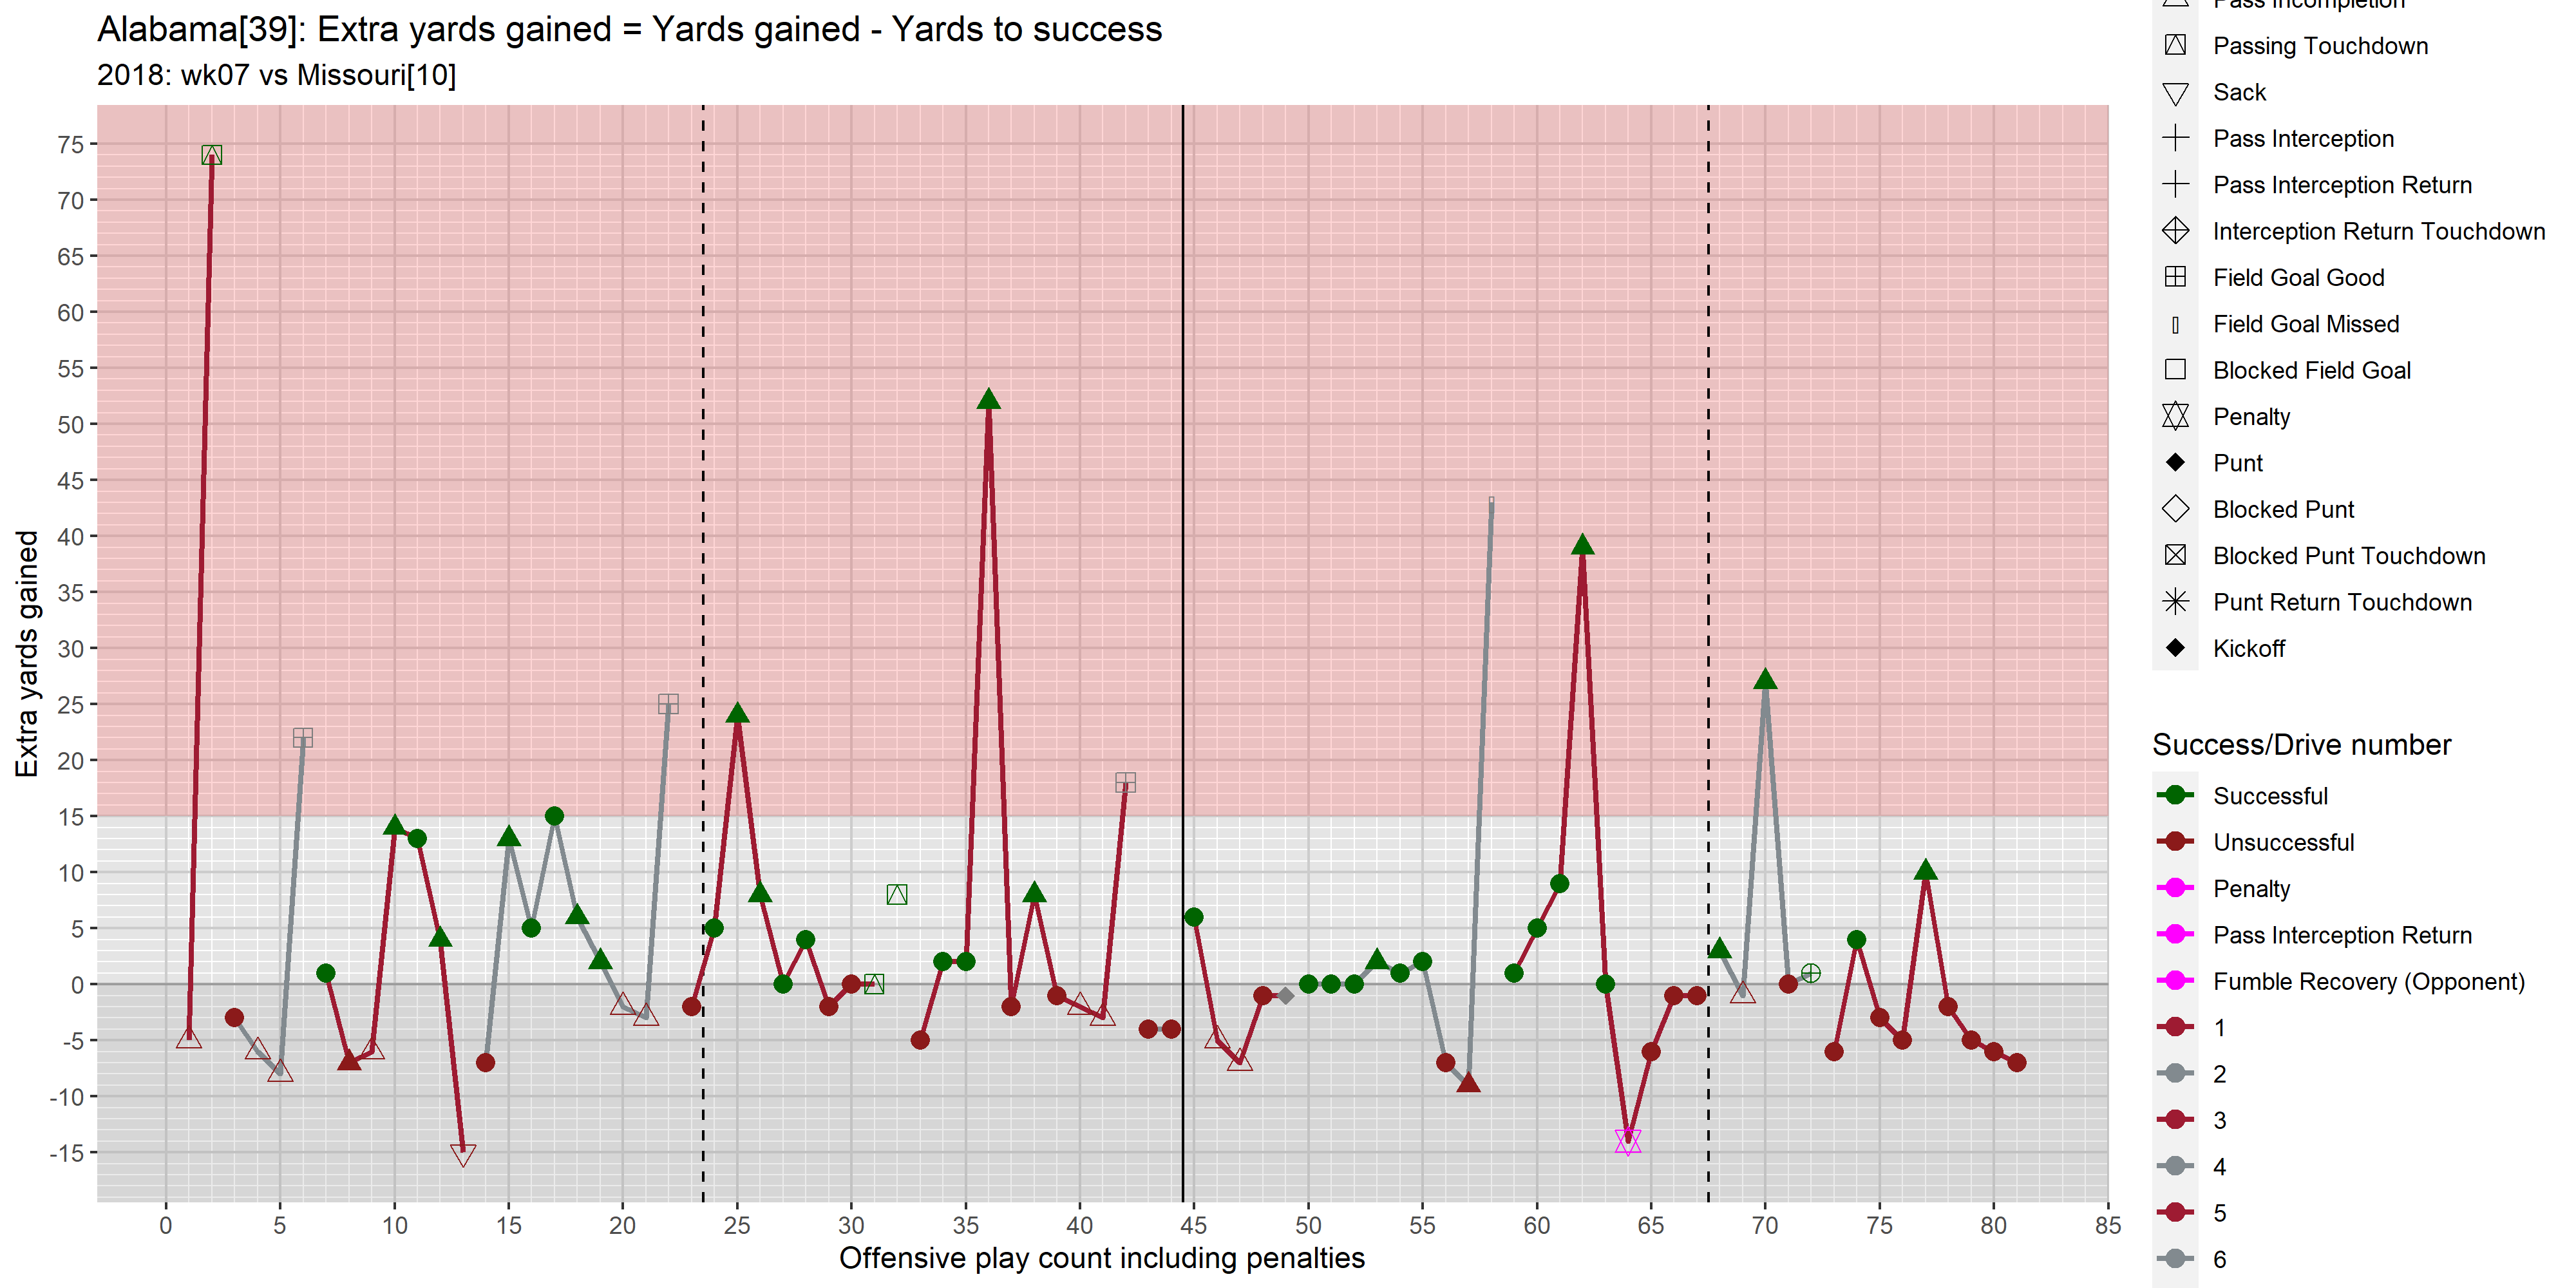 Alabama[39]: Extra yards gained = Yards gained - Yards to success
2018: wk07 vs Missouri[10]
Extra yards gained
75
70
65
60
55
50
45
40
35
30
25
20
15
10
5
0
-5
-10
-15
0 5 10 15 20 25 30 35 40 45 50 55 60 65 70 75 80 85
Offensive play count including penalties
Pass Incompletion
Passing Touchdown
Sack
Pass Interception
Pass Interception Return
Interception Return Touchdown
Field Goal Good
Field Goal Missed
Blocked Field Goal
Penalty
Punt
Blocked Punt
Blocked Punt Touchdown
Punt Return Touchdown
Kickoff
Success/Drive number
Successful
Unsuccessful
Penalty
Pass Interception Return
Fumble Recovery (Opponent)
1
2
3
4
5
6